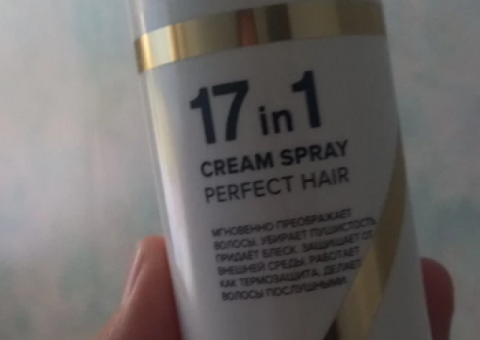 17 in 1
CREAM SPRAY
PERFECT HAIR
МГНОВЕННО ПРЕОБРАЖАЕТ
ВОЛОСЫ, УБИРАЕТ ПУШИСТОСТЬ,
ПРИДАЕТ БЛЕСК, ЗАЩИЩАЕТ ОТ
ВНЕШНЕЙ СРЕДЫ, РАБОТАЕТ
КАК ТЕРМОЗАЩИТА, ДЕЛАЕТ
ВОЛОСЫ ПОСЛУШНЫМИ